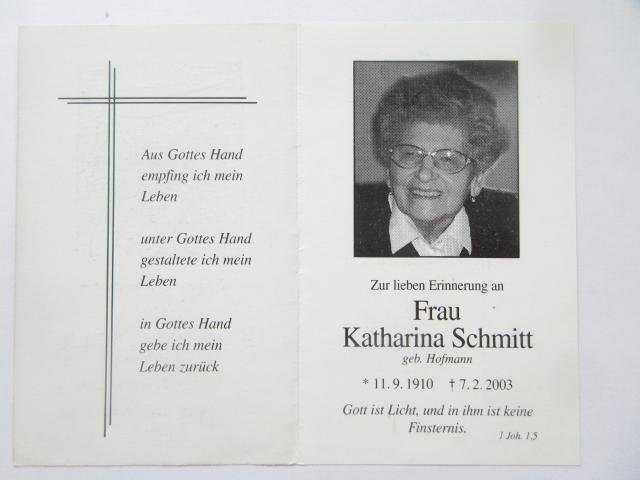 Aus Gottes Hand
empfing ich mein
Leben
unter Gottes Hand
gestaltete ich mein
Leben
in Gottes Hand
gebe ich mein
Leben zurück
Zur lieben Erinnerung an
Frau
Katharina Schmitt
geb. Hofmann
* 11. 9. 1910 † 7. 2. 2003
Gott ist Licht, und in ihm ist keine
Finsternis.
1 Joh. 1,5